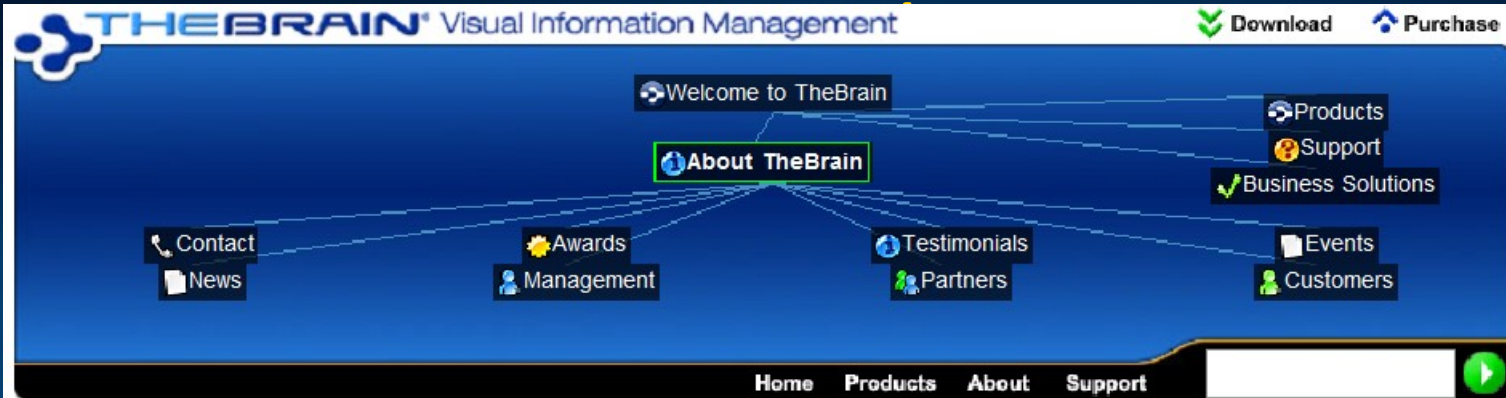 THEBRAIN® Visual Information Management
Download Purchase
Welcome to TheBrain
Products
Support
About TheBrain
Business Solutions
Contact Awards Testimonials Events
News Management Partners Customers
Home Products About Support